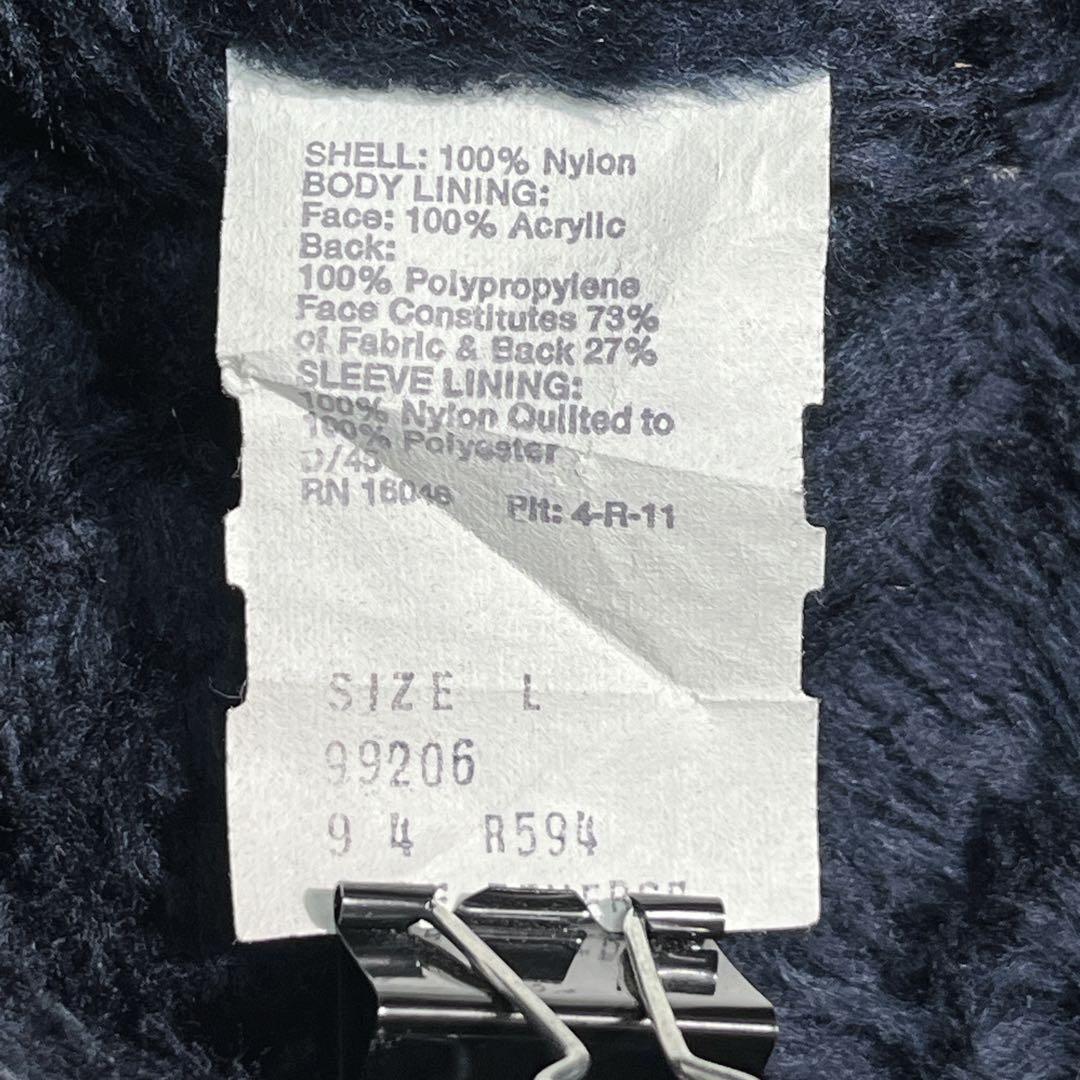 SHELL: 100% Nylon
BODY LINING:
Face: 100% Acrylic
Back:
100% Polypropylene
Face Constitutes 73%
of Fabric & Back 27%
SLEEVE LINING:
100% Nylon Quilted to
100% Polyester
RN 16046 Plt: 4-R-11
SIZE L
99206
9 4 R594